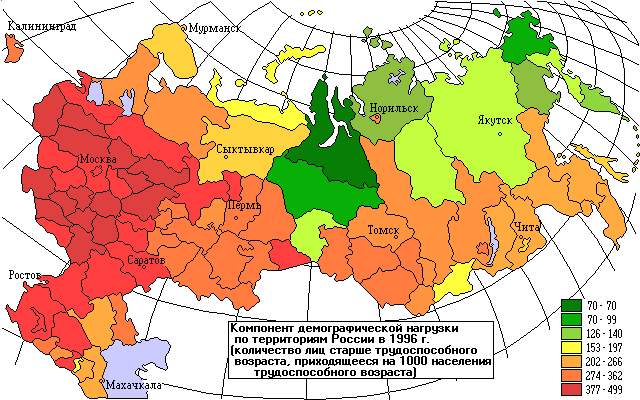 Калининград
Мурманск
Норильск
Якутск
Сыктывкар
Москва
Пермь
Томск
Чита
Саратов
Ростов
Махачкала
Компонент демографической нагрузки
по территориям России в 1996 г.
(количество лиц старше трудоспособного
возраста, приходящееся на 1000 населения
трудоспособного возраста)
70 - 70
70 - 99
126 - 140
153 - 197
202 - 266
274 - 362
377 - 499